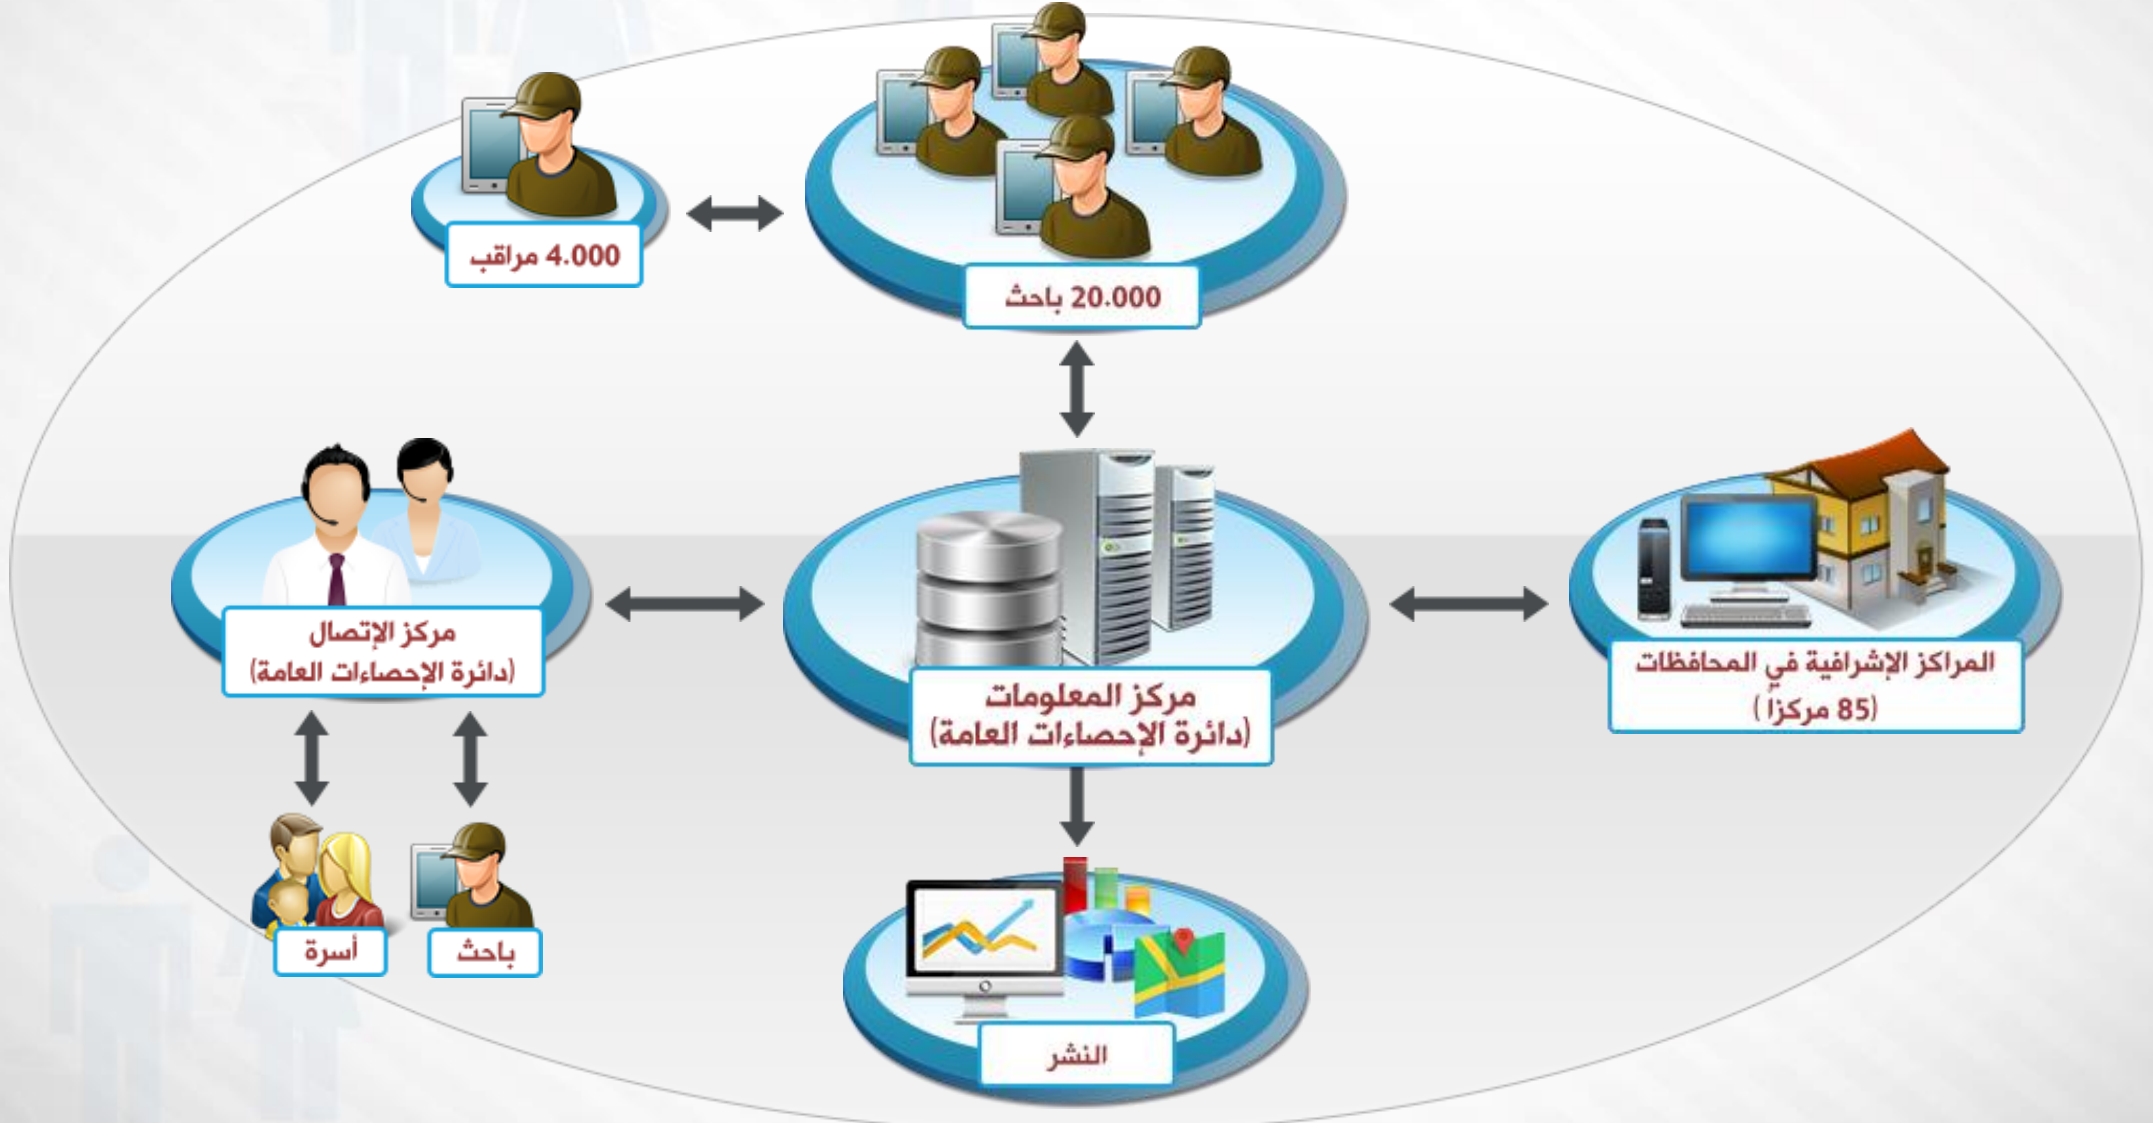 20.000 باحث
4.000 مراقب
المراكز الإشرافية في المحافظات
(85 مركزاً )
مركز المعلومات
(دائرة الإحصاءات العامة)
مركز الإتصال
(دائرة الإحصاءات العامة)
باحث
أسرة
النشر